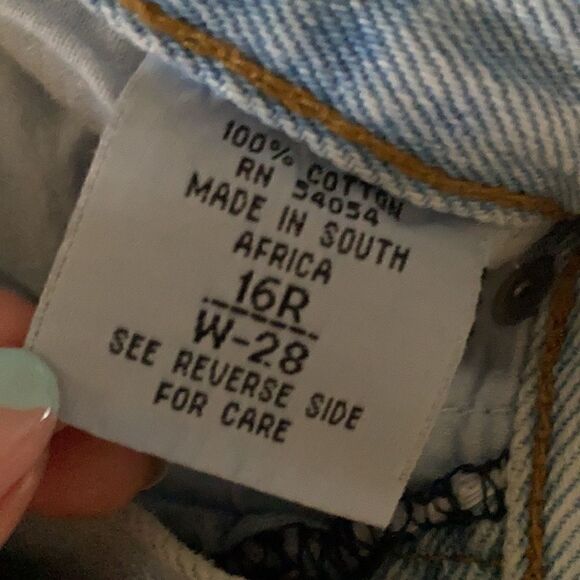 100% COTTON
RN 54054
MADE IN SOUTH
AFRICA
16R
W-28
SEE REVERSE SIDE
FOR CARE